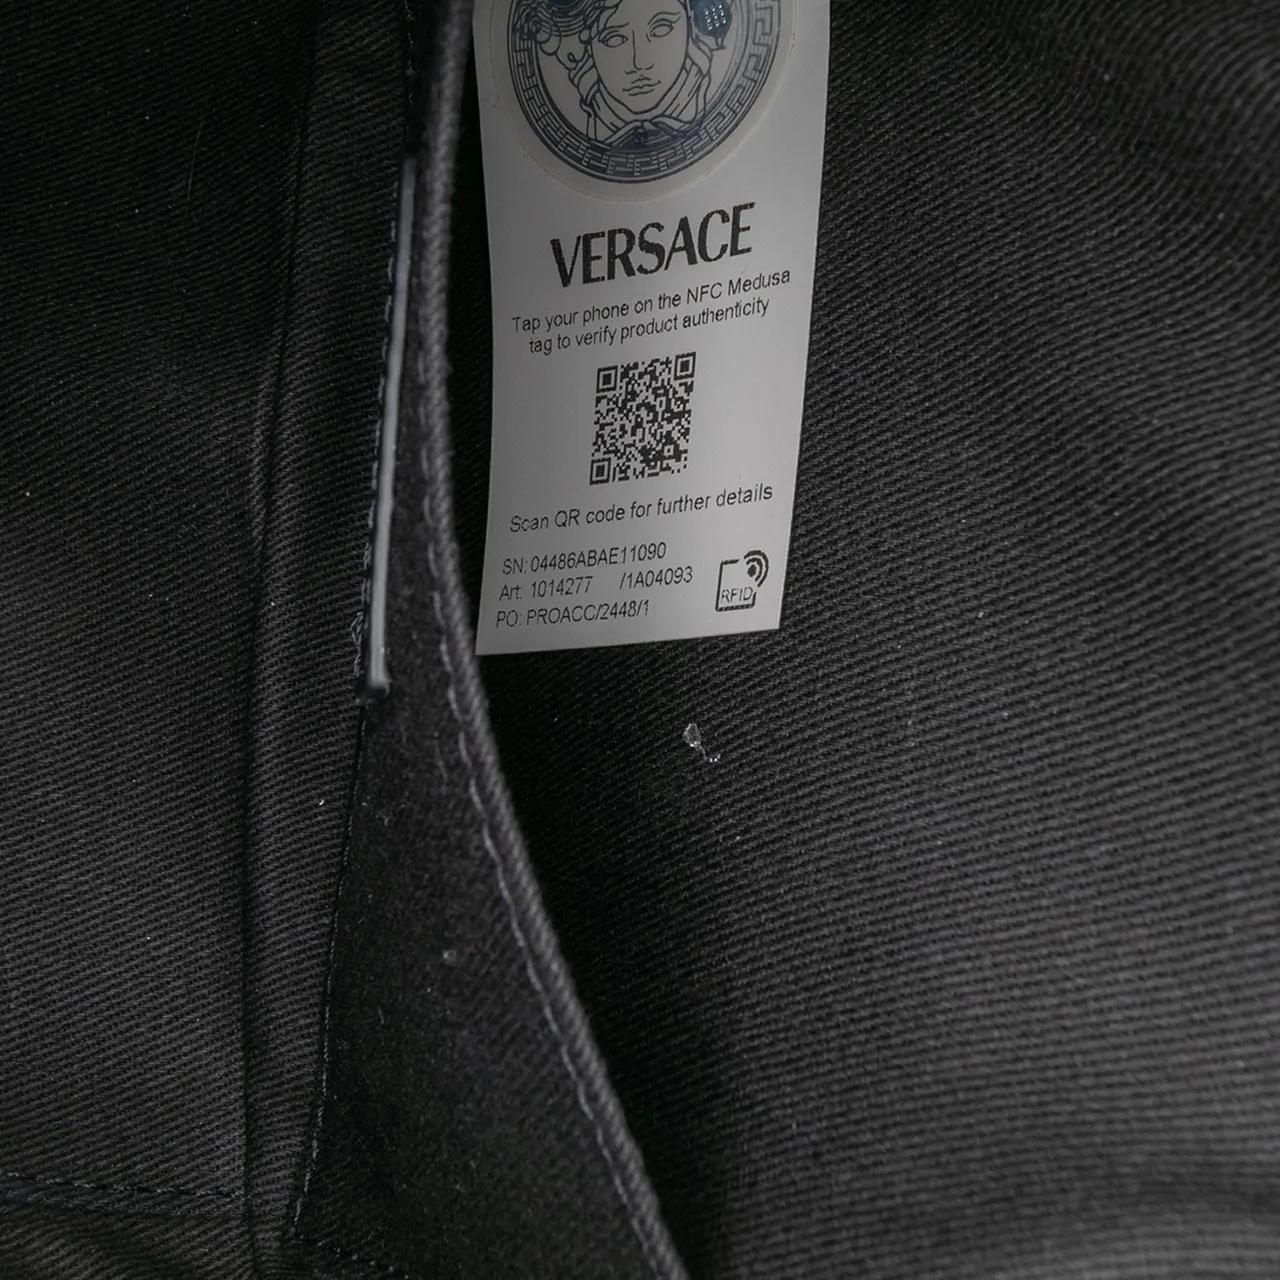 VERSACE
Tap your phone on the NFC Medusa
tag to verify product authenticity
Scan QR code for further details
SN: 04486ABAE11090
Art: 1014277 /1A04093
PO: PROACC/2448/1
RFID